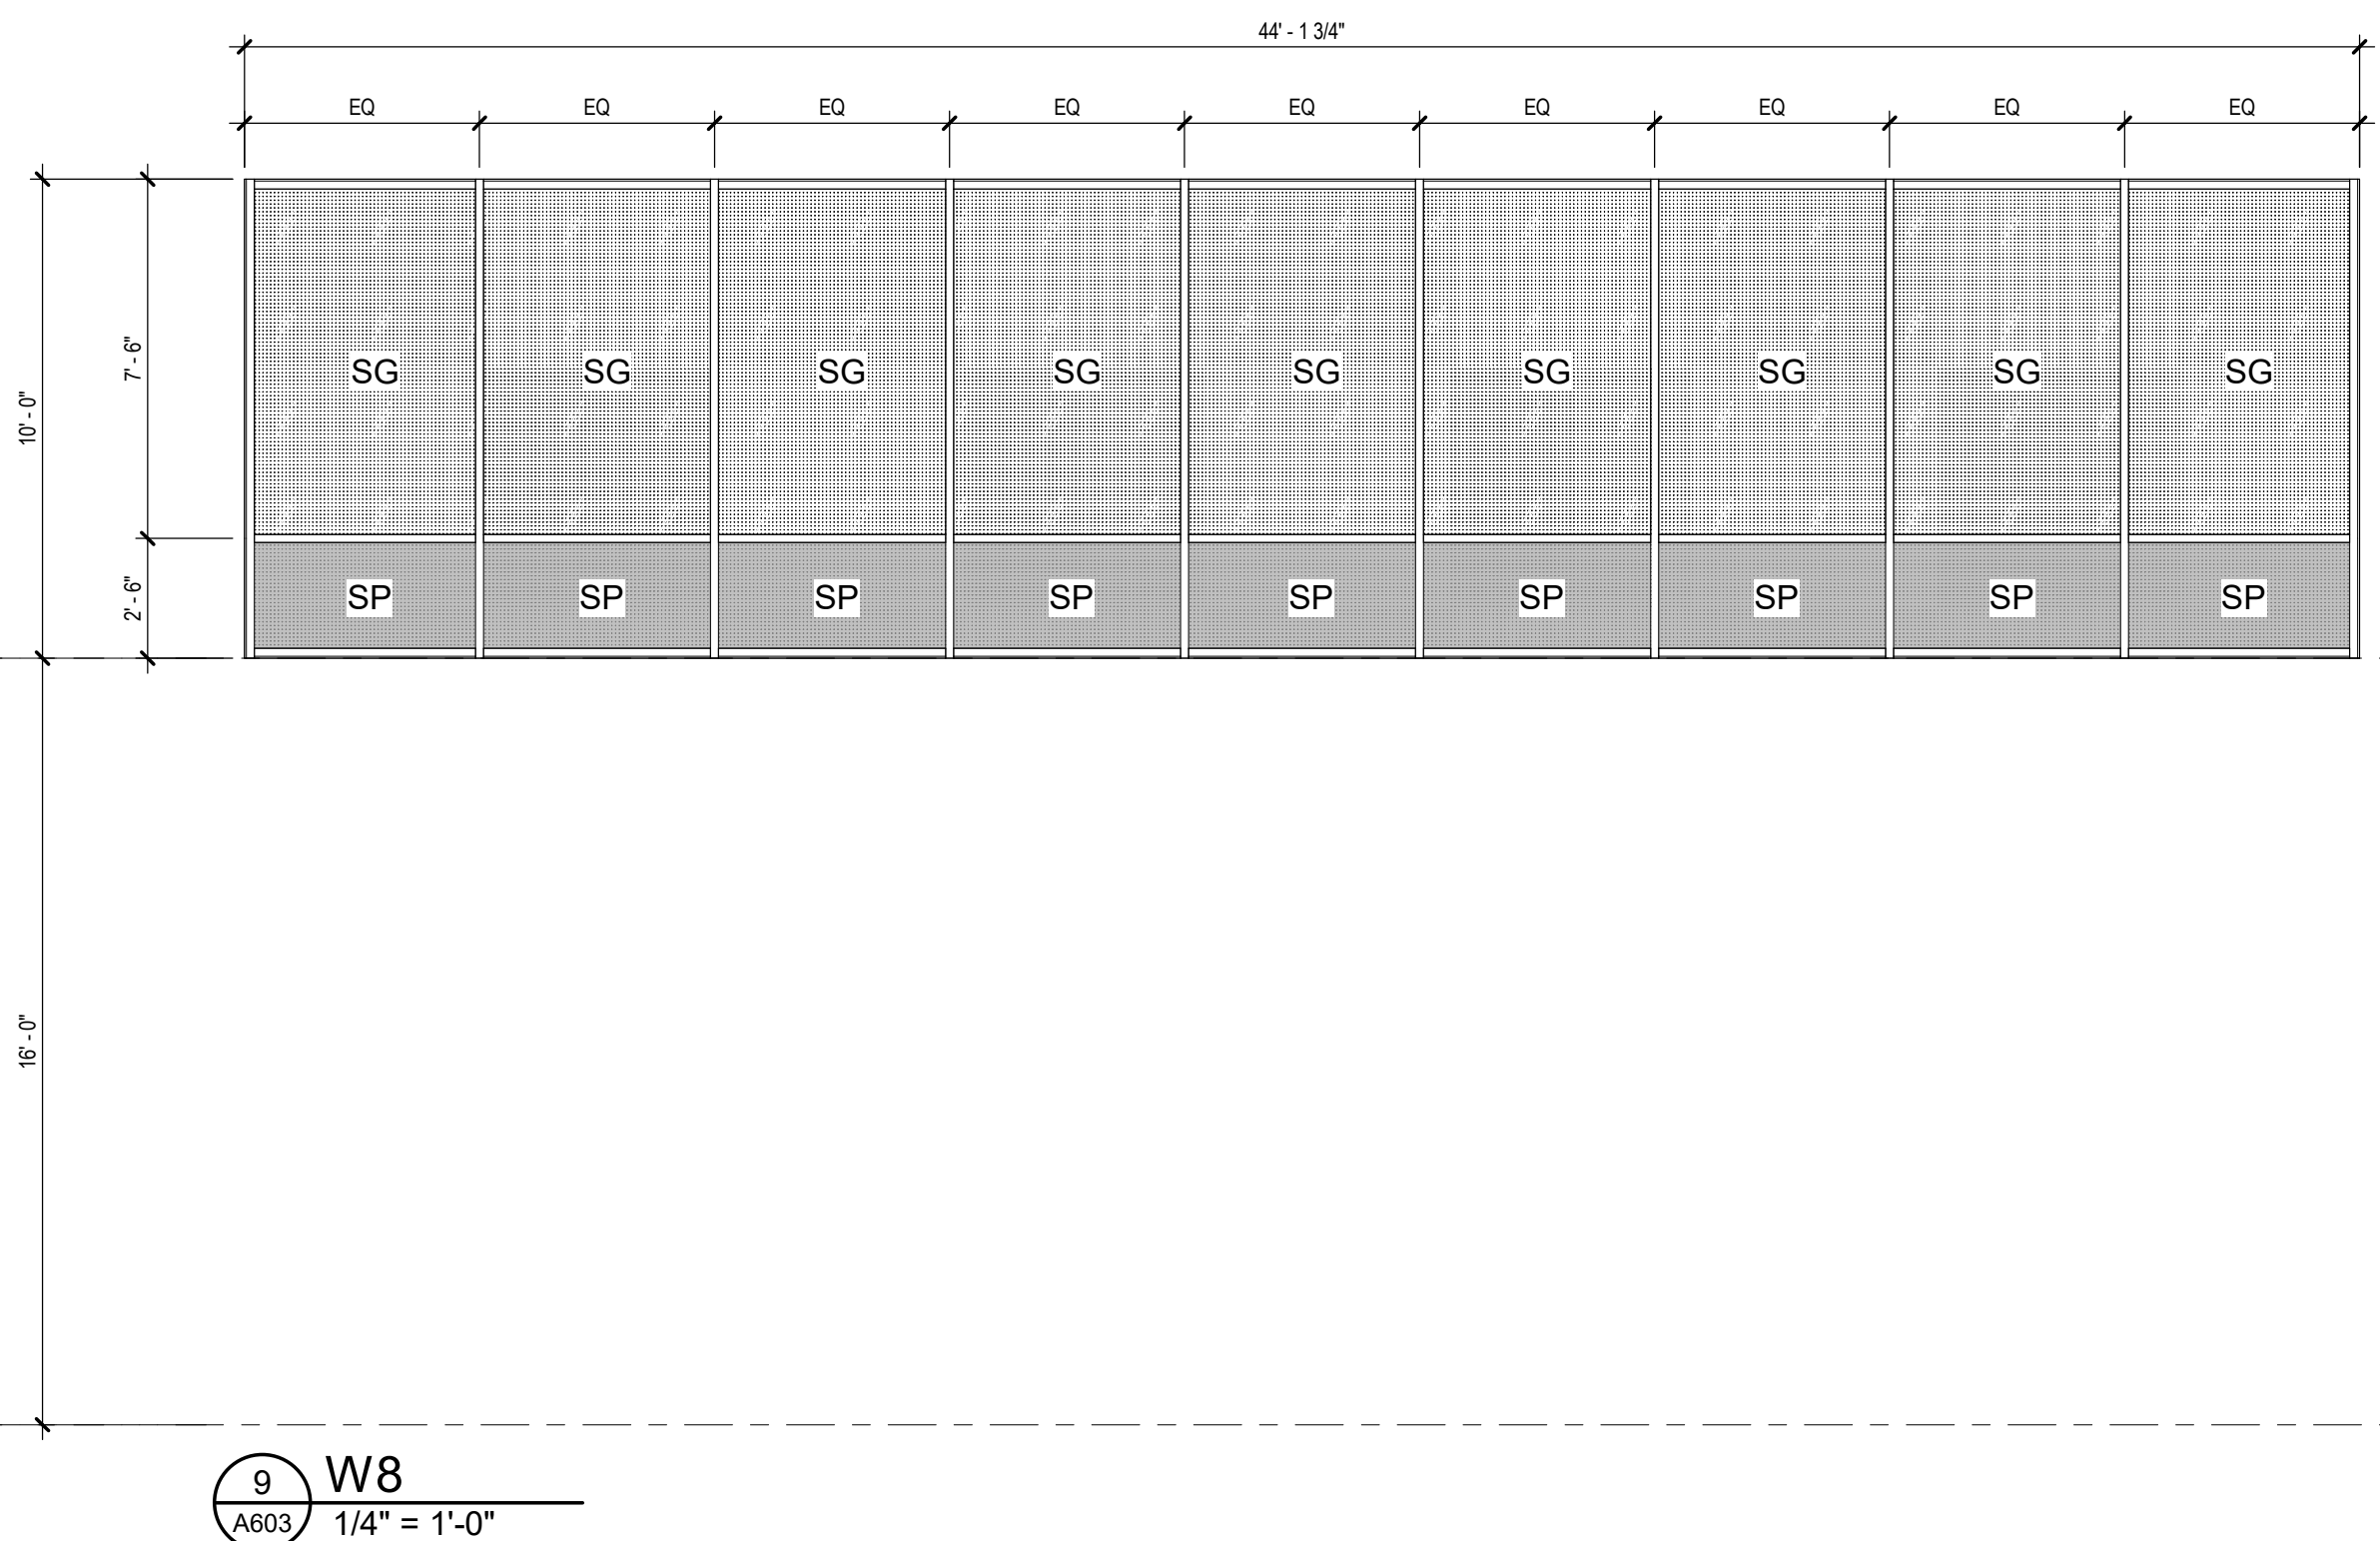 44' - 1 3/4"
EQ EQ EQ EQ EQ EQ EQ EQ EQ
10' - 0"
7' - 6"
SG SG SG SG SG SG SG SG SG
2' - 6"
SP SP SP SP SP SP SP SP SP
16' - 0"
9
A603
W8
1/4" = 1'-0"